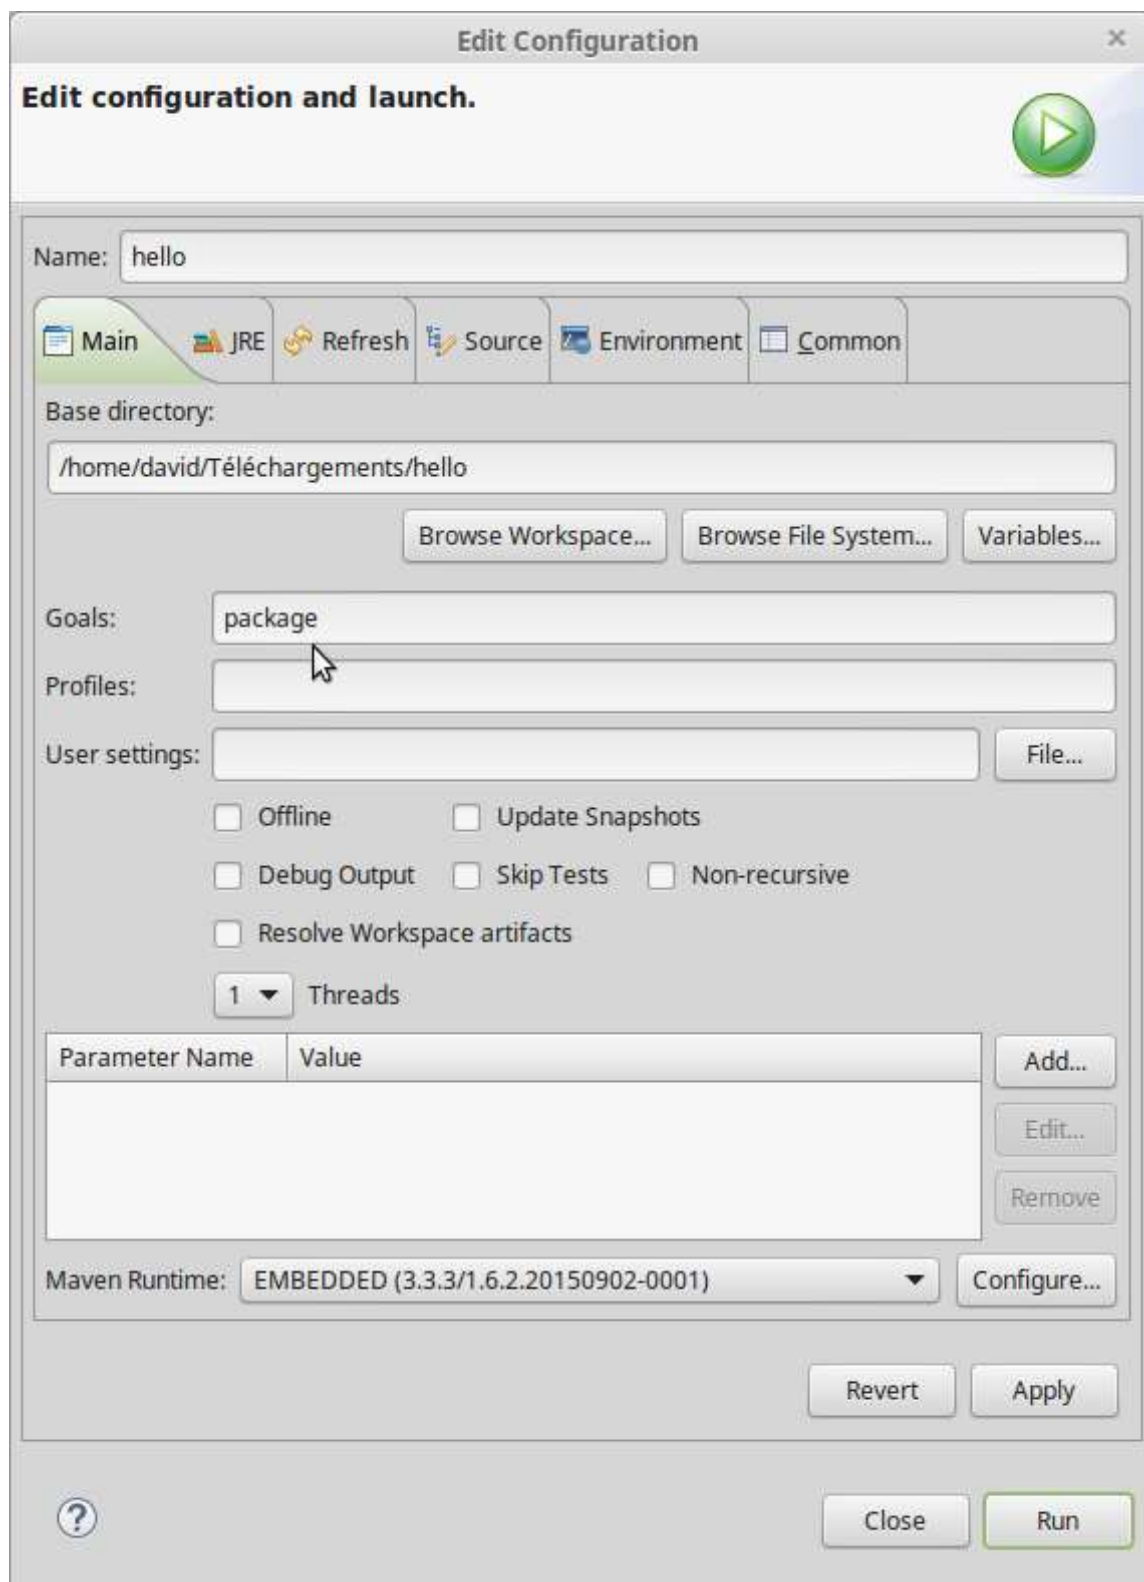 Edit Configuration
Edit configuration and launch.
Name: hello
Main JRE Refresh Source Environment Common
Base directory:
/home/david/Téléchargements/hello
Browse Workspace... Browse File System... Variables...
Goals: package
Profiles:
User settings: File...
Offline Update Snapshots
Debug Output Skip Tests Non-recursive
Resolve Workspace artifacts
1 Threads
Parameter Name Value Add...
Edit...
Remove
Maven Runtime: EMBEDDED (3.3.3/1.6.2.20150902-0001) Configure...
Revert Apply
? Close Run